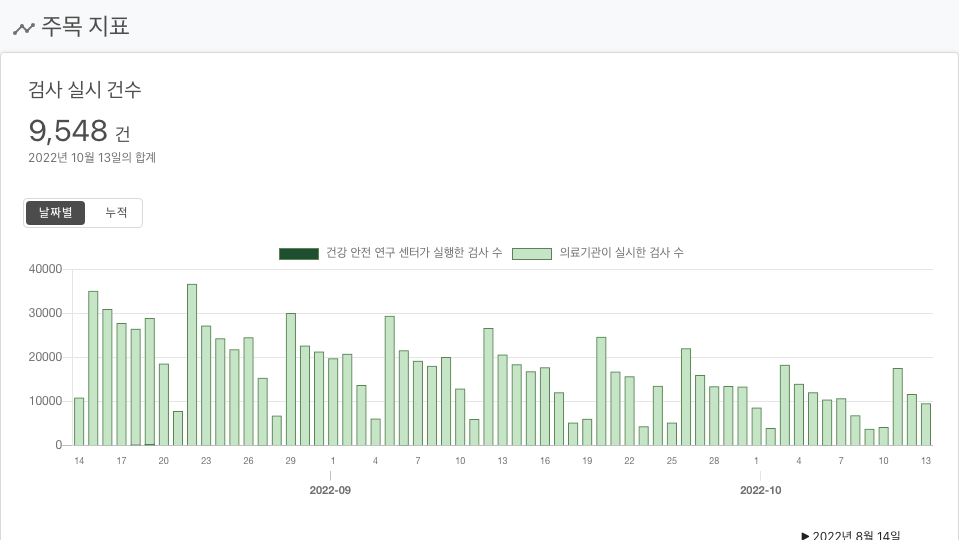 주목 지표
검사 실시 건수
9,548 건
2022년 10월 13일의 합계
날짜별 누적
건강 안전 연구 센터가 실행한 검사 수 의료기관이 실시한 검사 수
40000
30000
20000
10000
0
14 17 20 23 26 29 1 4 7 10 13 16 19 22 25 28 1 4 7 10 13
2022-09 2022-10
▶ 2022년 8월 14일